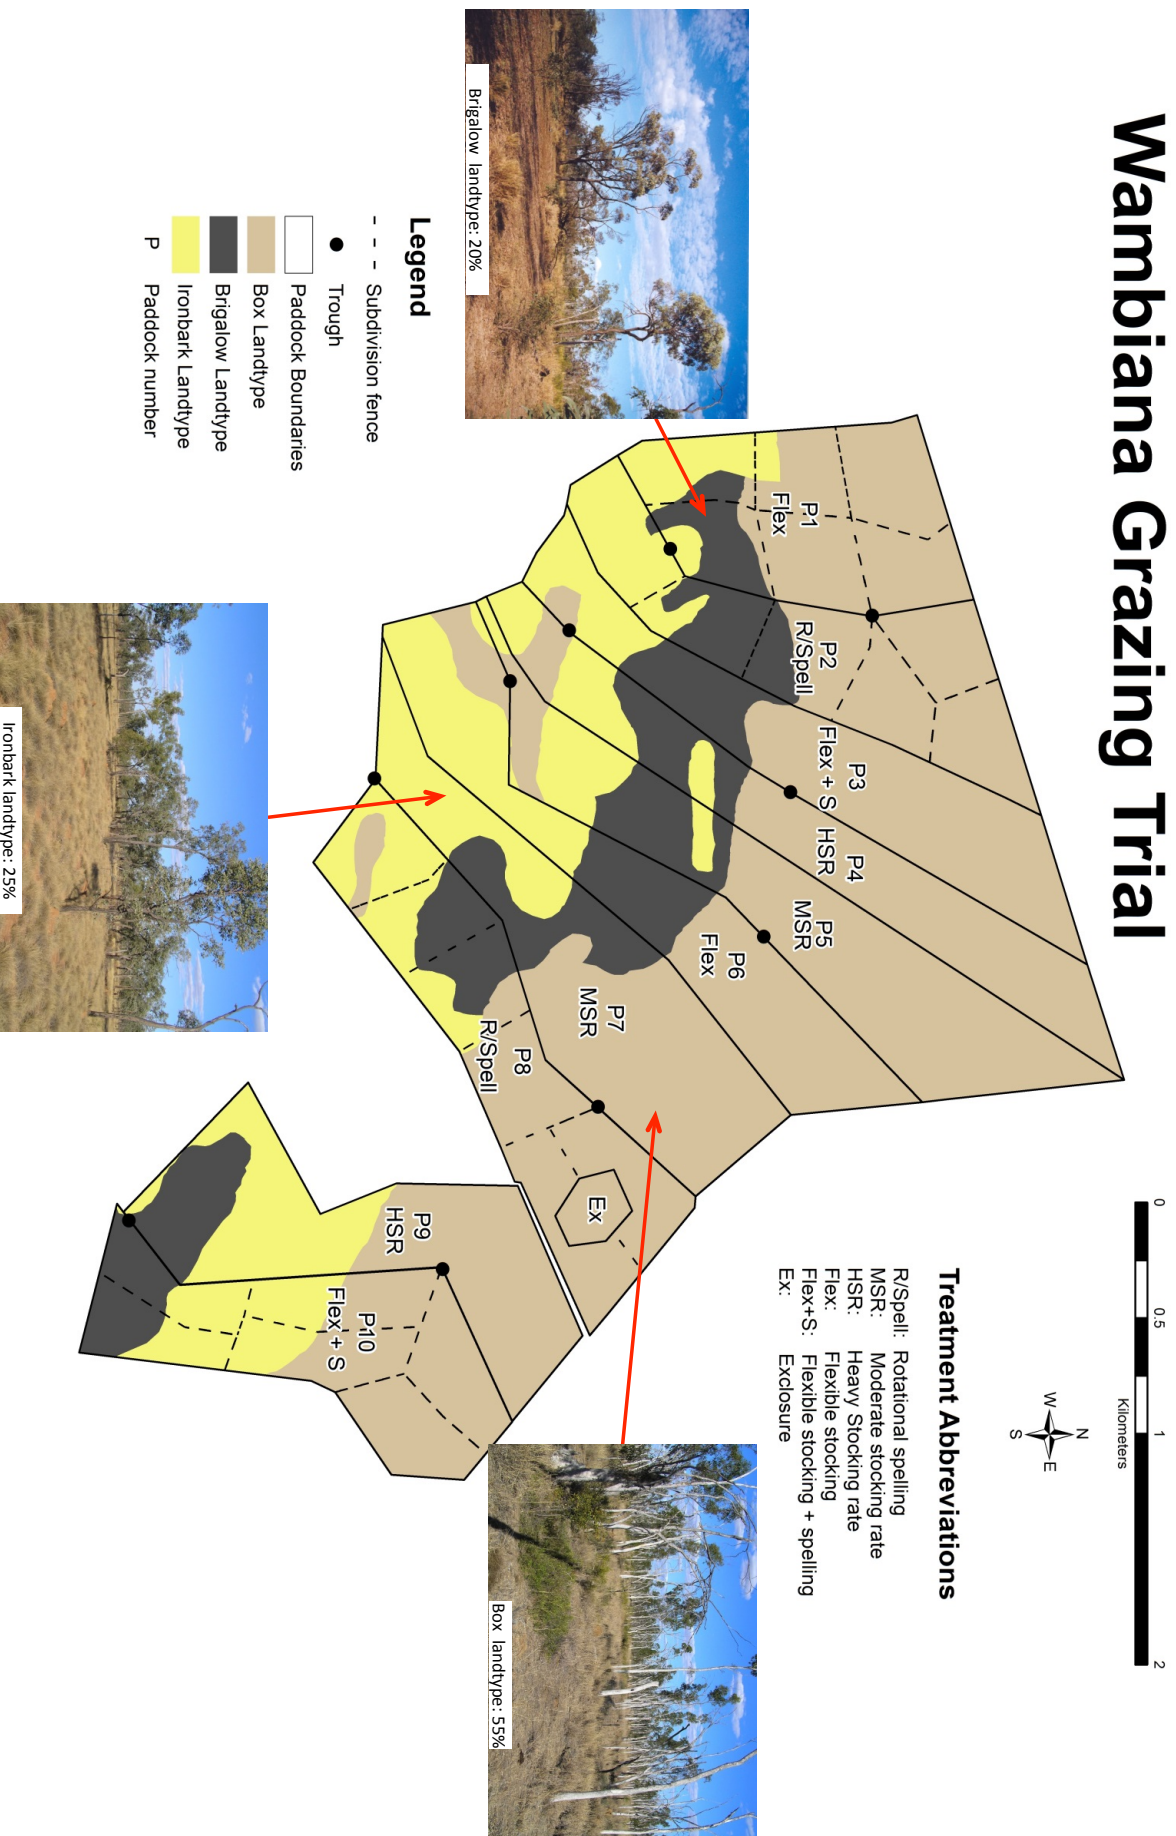 Wambiana Grazing Trial
Brigalow landtype: 20%
Legend
Subdivision fence
Trough
Paddock Boundaries
Box Landtype
Brigalow Landtype
Ironbark Landtype
P Paddock number
P1
Flex
P2
R/Spell
P3
Flex + S
P4
HSR
P5
MSR
P6
Flex
P7
MSR
P8
R/Spell
Ex
P9
HSR
P10
Flex + S
0 0.5 1 2
Kilometers
N
W E
S
Treatment Abbreviations
R/Spell: Rotational spelling
MSR: Moderate stocking rate
HSR: Heavy Stocking rate
Flex: Flexible stocking
Flex+S: Flexible stocking + spelling
Ex: Exclosure
Ironbark landtype: 25%
Box landtype: 55%